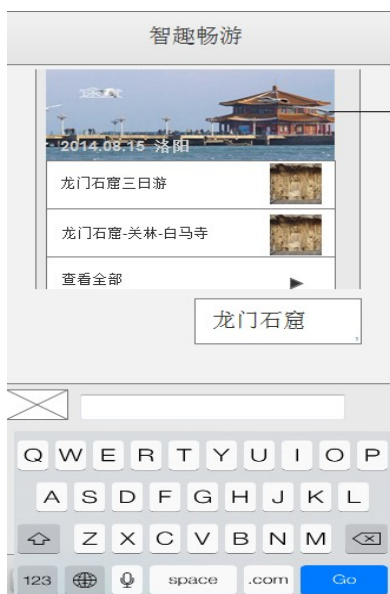 智趣畅游
2014.08.15 洛阳
龙门石窟三日游
龙门石窟-关林-白马寺
查看全部
龙门石窟
Q W E R T Y U I O P
A S D F G H J K L
Z X C V B N M
123 space .com Go